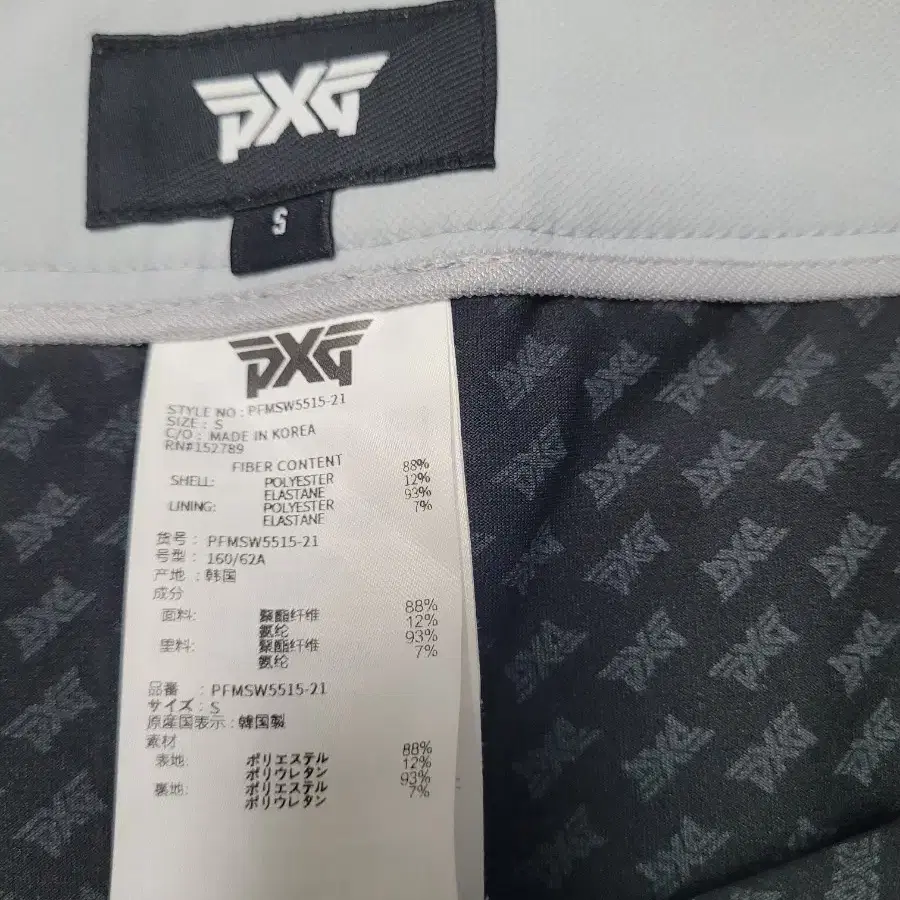 PXG
S
PXG
STYLE NO : PFMSW5515-21
SIZE : S
C/O : MADE IN KOREA
RN#152789
FIBER CONTENT
SHELL: POLYESTER 88%
ELASTANE 12%
LINING: POLYESTER 93%
ELASTANE 7%
货号 : PFMSW5515-21
号型 : 160/62A
产地 : 韩国
成分
面料: 聚酯纤维 88%
氨纶 12%
里料: 聚酯纤维 93%
氨纶 7%
品番 : PFMSW5515-21
サイズ : S
原産国表示 : 韓国製
素材
表地: ポリエステル 88%
ポリウレタン 12%
裏地: ポリエステル 93%
ポリウレタン 7%